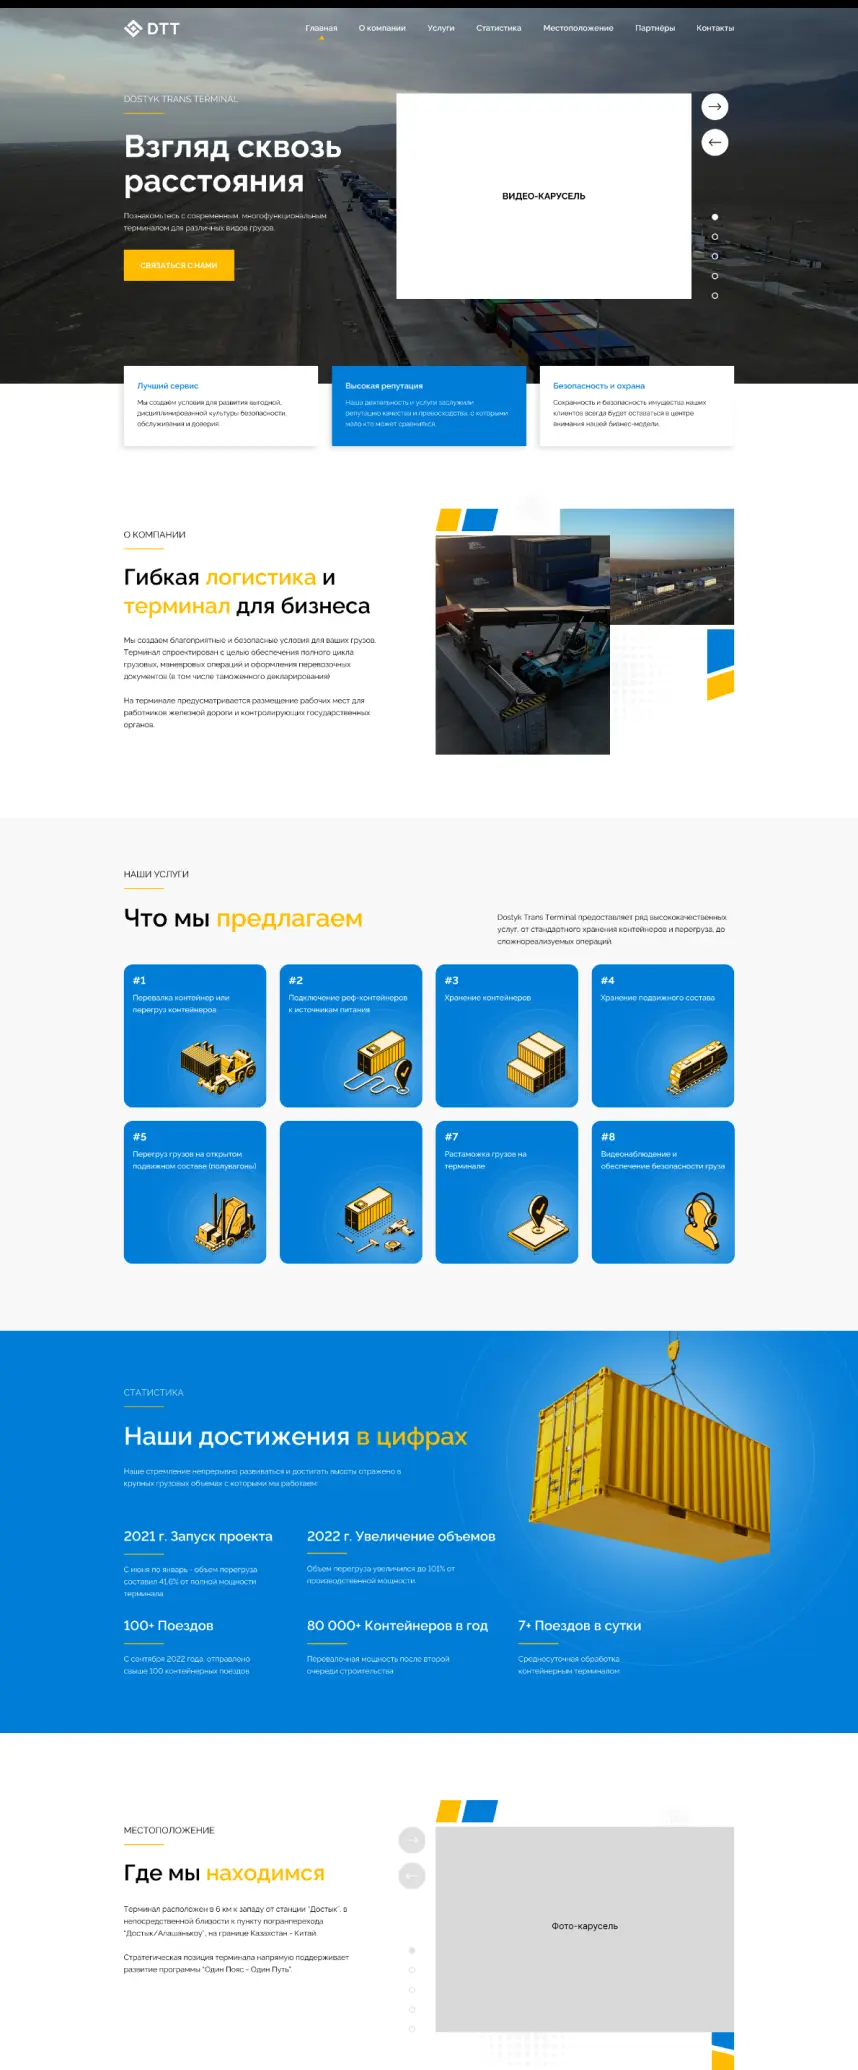 DTT
Главная
О компании
Услуги
Статистика
Местоположение
Партнёры
Контакты
DOSTYK TRANS TERMINAL
Взгляд сквозь
расстояния
Познакомьтесь с современным, многофункциональным
терминалом для различных видов грузов.
СВЯЗАТЬСЯ С НАМИ
ВИДЕО-КАРУСЕЛЬ
Лучший сервис
Мы создаём условия для развития выгодной,
дисциплинированной культуры безопасности,
обслуживания и доверия.
Высокая репутация
Наша деятельность и услуги заслужили
репутацию качества и превосходства, с которыми
мало что может сравниться.
Безопасность и охрана
Сохранность и безопасность имущества наших
клиентов всегда будет оставаться в центре
внимания нашей бизнес-модели.
О КОМПАНИИ
Гибкая логистика и
терминал для бизнеса
Мы создаем благоприятные и безопасные условия для ваших грузов.
Терминал спроектирован с целью обеспечения полного цикла
грузовых, маневровых операций и оформления перевозочных
документов (в том числе таможенного декларирования)
На терминале предусматривается размещение рабочих мест для
работников железной дороги и контролирующих государственных
органов.
НАШИ УСЛУГИ
Что мы предлагаем
Dostyk Trans Terminal предоставляет ряд высококачественных
услуг, от стандартного хранения контейнеров и перегруза, до
сложнореализуемых операций.
#1
Перевалка контейнер или
перегруз контейнеров
#2
Подключение реф-контейнеров
к источникам питания
#3
Хранение контейнеров
#4
Хранение подвижного состава
#5
Перегруз грузов на открытом
подвижном составе (полувагоны)
#7
Растаможка грузов на
терминале
#8
Видеонаблюдение и
обеспечение безопасности груза
СТАТИСТИКА
Наши достижения в цифрах
Наше стремление непрерывно развиваться и достигать высоты отражено в
крупных грузовых объемах с которыми мы работаем
2021 г. Запуск проекта
С июня по январь - объем перегруза
составил 41,6% от полной мощности
терминала
2022 г. Увеличение объемов
Объем перегруза увеличился до 101% от
производственной мощности.
100+ Поездов
С сентября 2022 года, отправлено
свыше 100 контейнерных поездов
80 000+ Контейнеров в год
Перевалочная мощность после второй
очереди строительства
7+ Поездов в сутки
Среднесуточная обработка
контейнерным терминалом
МЕСТОПОЛОЖЕНИЕ
Где мы находимся
Терминал расположен в 6 км к западу от станции "Достык", в
непосредственной близости к пункту погранперехода
"Достык/Алашанькоу", на границе Казахстан - Китай.
Стратегическая позиция терминала напрямую поддерживает
развитие программы "Один Пояс - Один Путь".
Фото-карусель